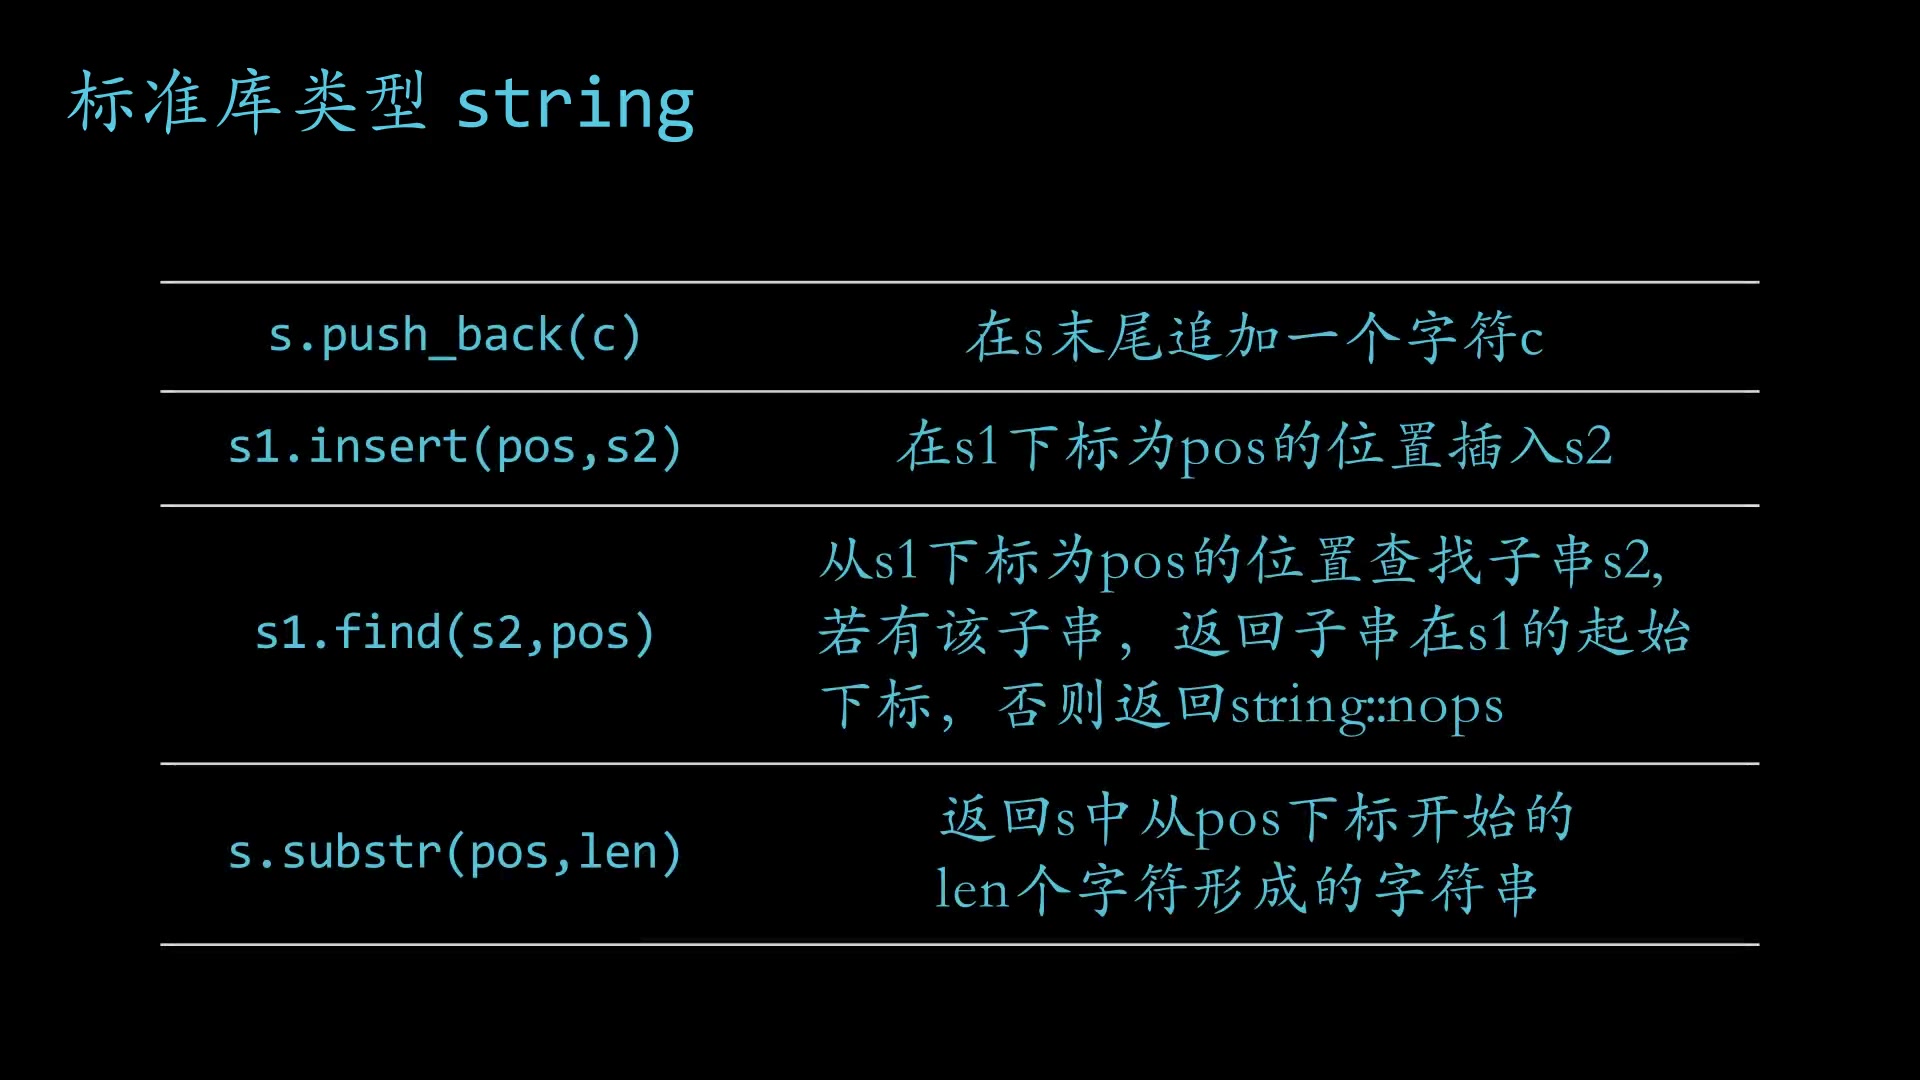 标准库类型 string
s.push_back(c) 在s末尾追加一个字符c
s1.insert(pos,s2) 在s1下标为pos的位置插入s2
s1.find(s2,pos) 从s1下标为pos的位置查找子串s2,
若有该子串，返回子串在s1的起始
下标，否则返回string::nops
s.substr(pos,len) 返回s中从pos下标开始的
len个字符形成的字符串